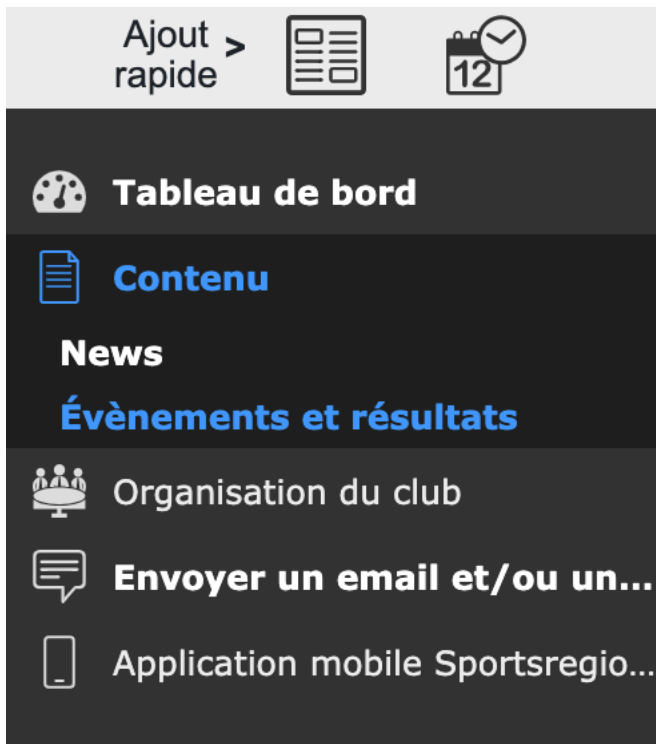 Ajout
rapide >
12
Tableau de bord
Contenu
News
Évènements et résultats
Organisation du club
Envoyer un email et/ou un...
Application mobile Sportsregio...